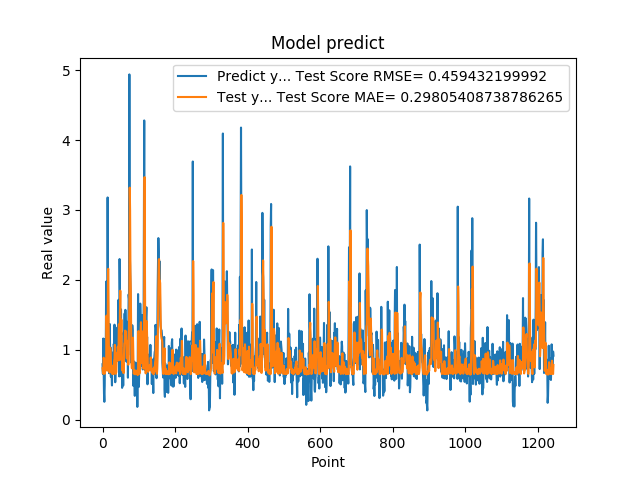 Model predict
Predict y... Test Score RMSE= 0.459432199992
Test y... Test Score MAE= 0.29805408738786265
Real value
5
4
3
2
1
0
0 200 400 600 800 1000 1200
Point